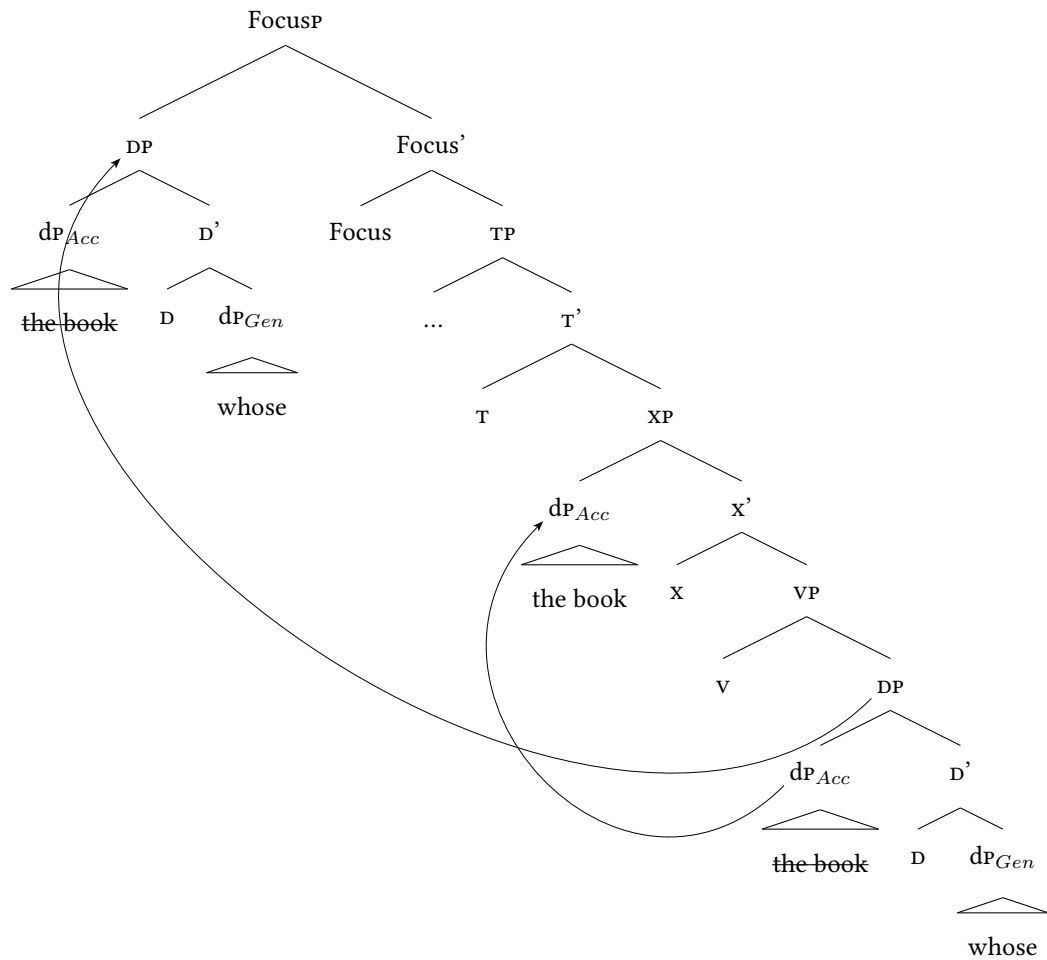 FocusP
DP Focus’
dP_Acc D’ Focus TP
the book D dP_Gen ... T’
whose T XP
dP_Acc X’
the book X VP
V DP
dP_Acc D’
the book D dP_Gen
whose